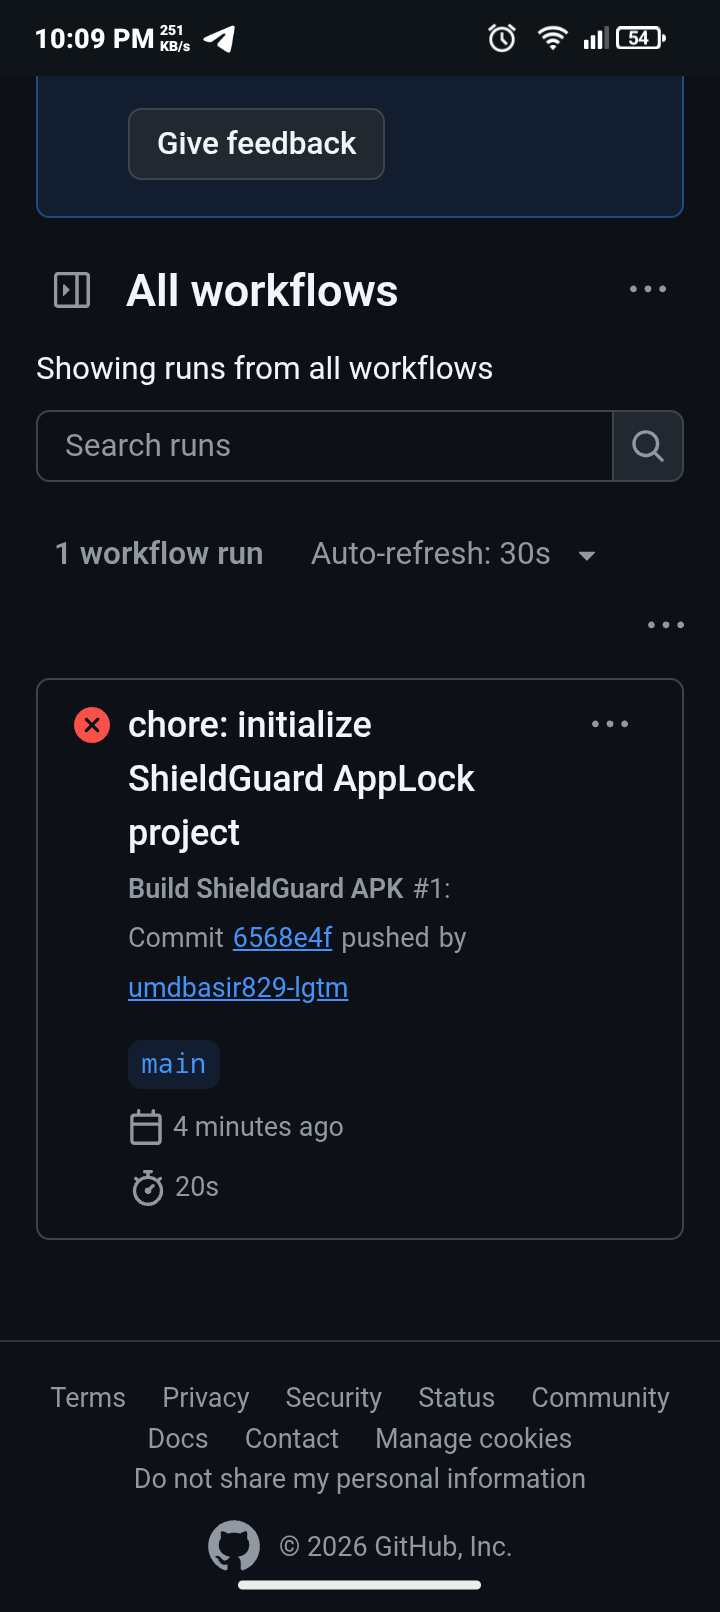 10:09 PM 251 KB/s 54
Give feedback
All workflows
Showing runs from all workflows
Search runs
1 workflow run Auto-refresh: 30s
chore: initialize
ShieldGuard AppLock
project
Build ShieldGuard APK #1:
Commit 6568e4f pushed by
umdbasir829-lgtm
main
4 minutes ago
20s
Terms Privacy Security Status Community
Docs Contact Manage cookies
Do not share my personal information
© 2026 GitHub, Inc.